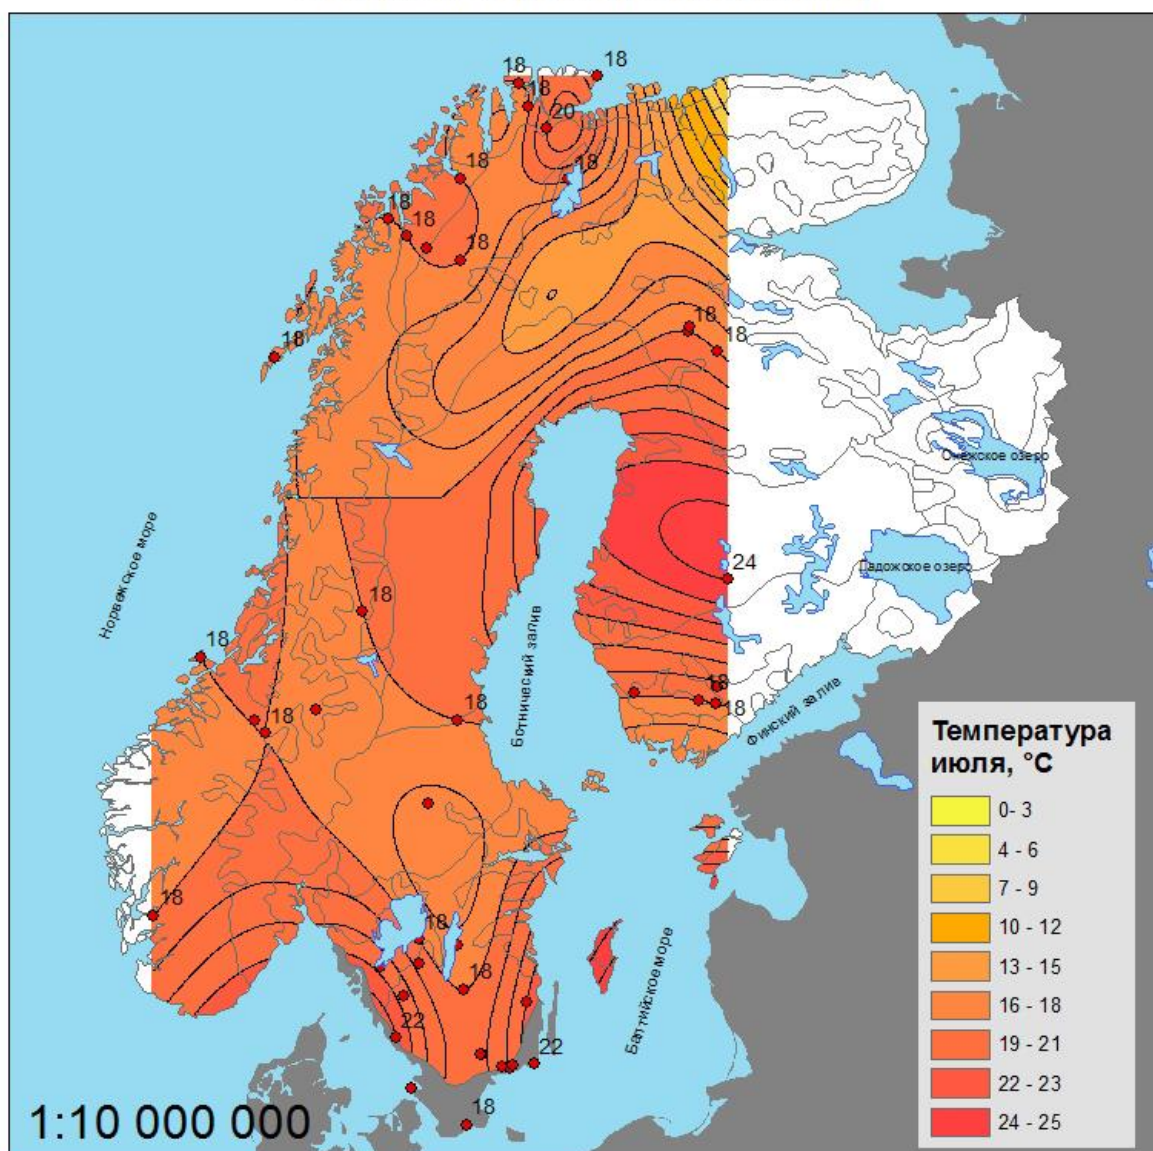 18
18
18
20
18
18
18
18
18
18
18
18
Онежское озеро
24
Ладожское озеро
Норвежское море
18
18
Ботнический залив
18
18
18
Финский залив
18
18
18
22
22
18
Балтийское море
Температура
июля, °С
0- 3
4 - 6
7 - 9
10 - 12
13 - 15
16 - 18
19 - 21
22 - 23
24 - 25
1:10 000 000